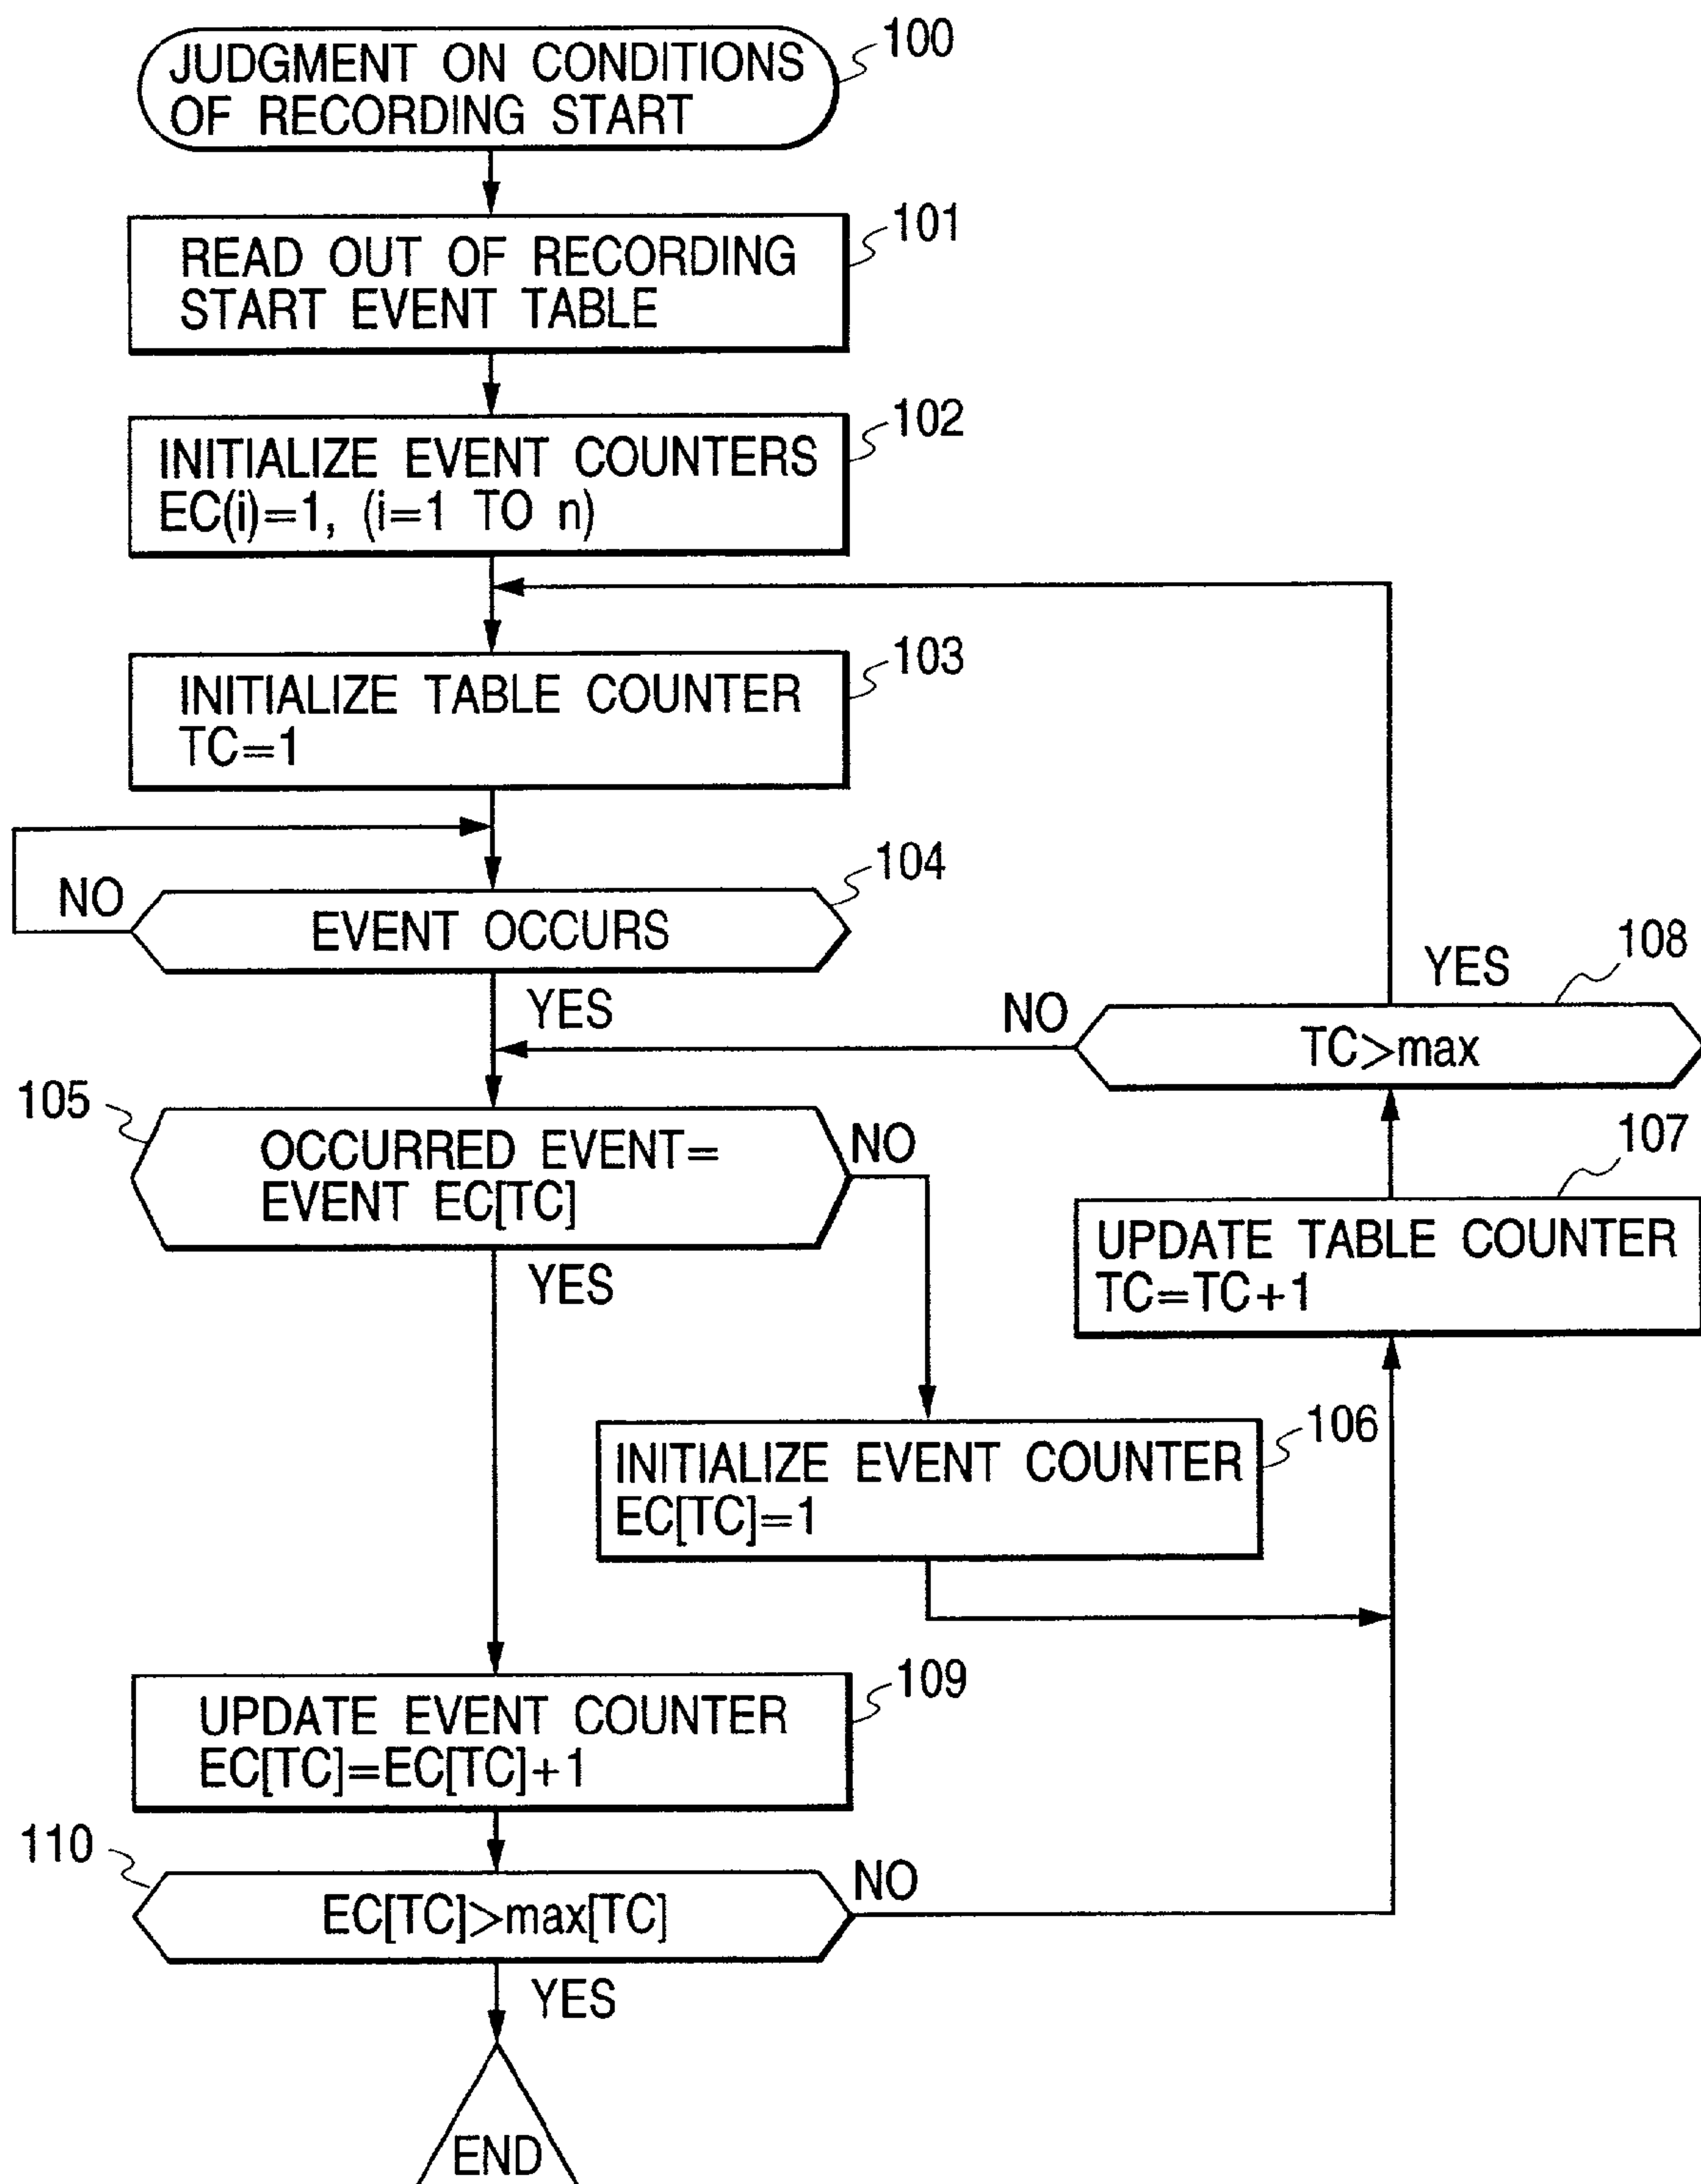 JUDGMENT ON CONDITIONS
OF RECORDING START
100
READ OUT OF RECORDING
START EVENT TABLE
101
INITIALIZE EVENT COUNTERS
EC(i)=1, (i=1 TO n)
102
INITIALIZE TABLE COUNTER
TC=1
103
NO
EVENT OCCURS
104
YES
NO
YES
108
TC>max
105
OCCURRED EVENT=
EVENT EC[TC]
NO
YES
107
UPDATE TABLE COUNTER
TC=TC+1
106
INITIALIZE EVENT COUNTER
EC[TC]=1
109
UPDATE EVENT COUNTER
EC[TC]=EC[TC]+1
110
EC[TC]>max[TC]
NO
YES
END